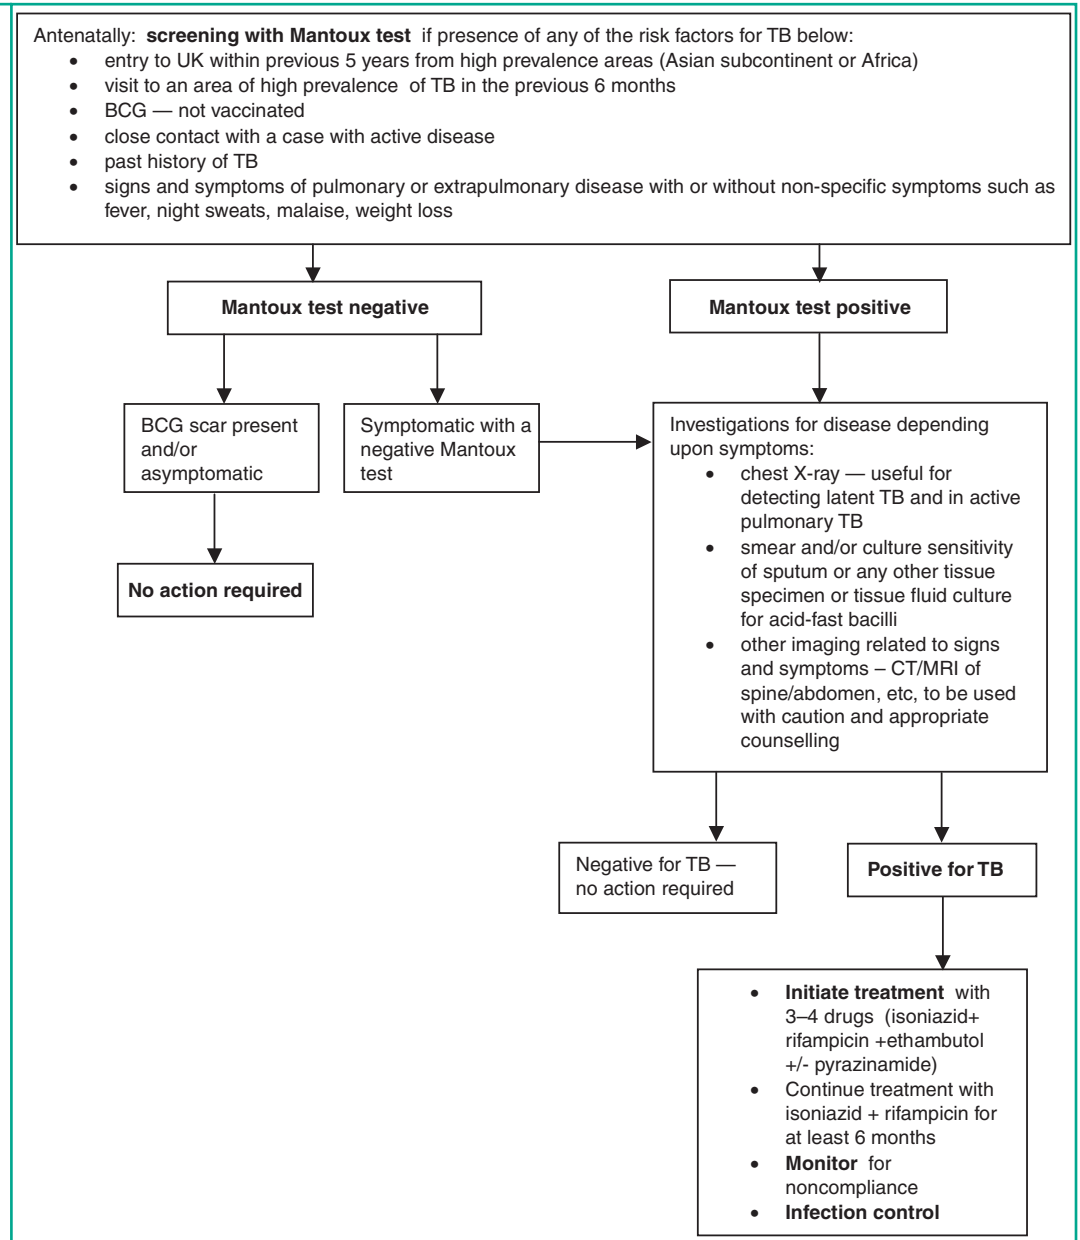 Antenatally: screening with Mantoux test if presence of any of the risk factors for TB below:
• entry to UK within previous 5 years from high prevalence areas (Asian subcontinent or Africa)
• visit to an area of high prevalence of TB in the previous 6 months
• BCG — not vaccinated
• close contact with a case with active disease
• past history of TB
• signs and symptoms of pulmonary or extrapulmonary disease with or without non-specific symptoms such as
fever, night sweats, malaise, weight loss
Mantoux test negative
Mantoux test positive
BCG scar present
and/or
asymptomatic
Symptomatic with a
negative Mantoux
test
Investigations for disease depending
upon symptoms:
• chest X-ray — useful for
detecting latent TB and in active
pulmonary TB
• smear and/or culture sensitivity
of sputum or any other tissue
specimen or tissue fluid culture
for acid-fast bacilli
• other imaging related to signs
and symptoms – CT/MRI of
spine/abdomen, etc, to be used
with caution and appropriate
counselling
No action required
Negative for TB —
no action required
Positive for TB
• Initiate treatment with
3–4 drugs (isoniazid+
rifampicin +ethambutol
+/- pyrazinamide)
• Continue treatment with
isoniazid + rifampicin for
at least 6 months
• Monitor for
noncompliance
• Infection control